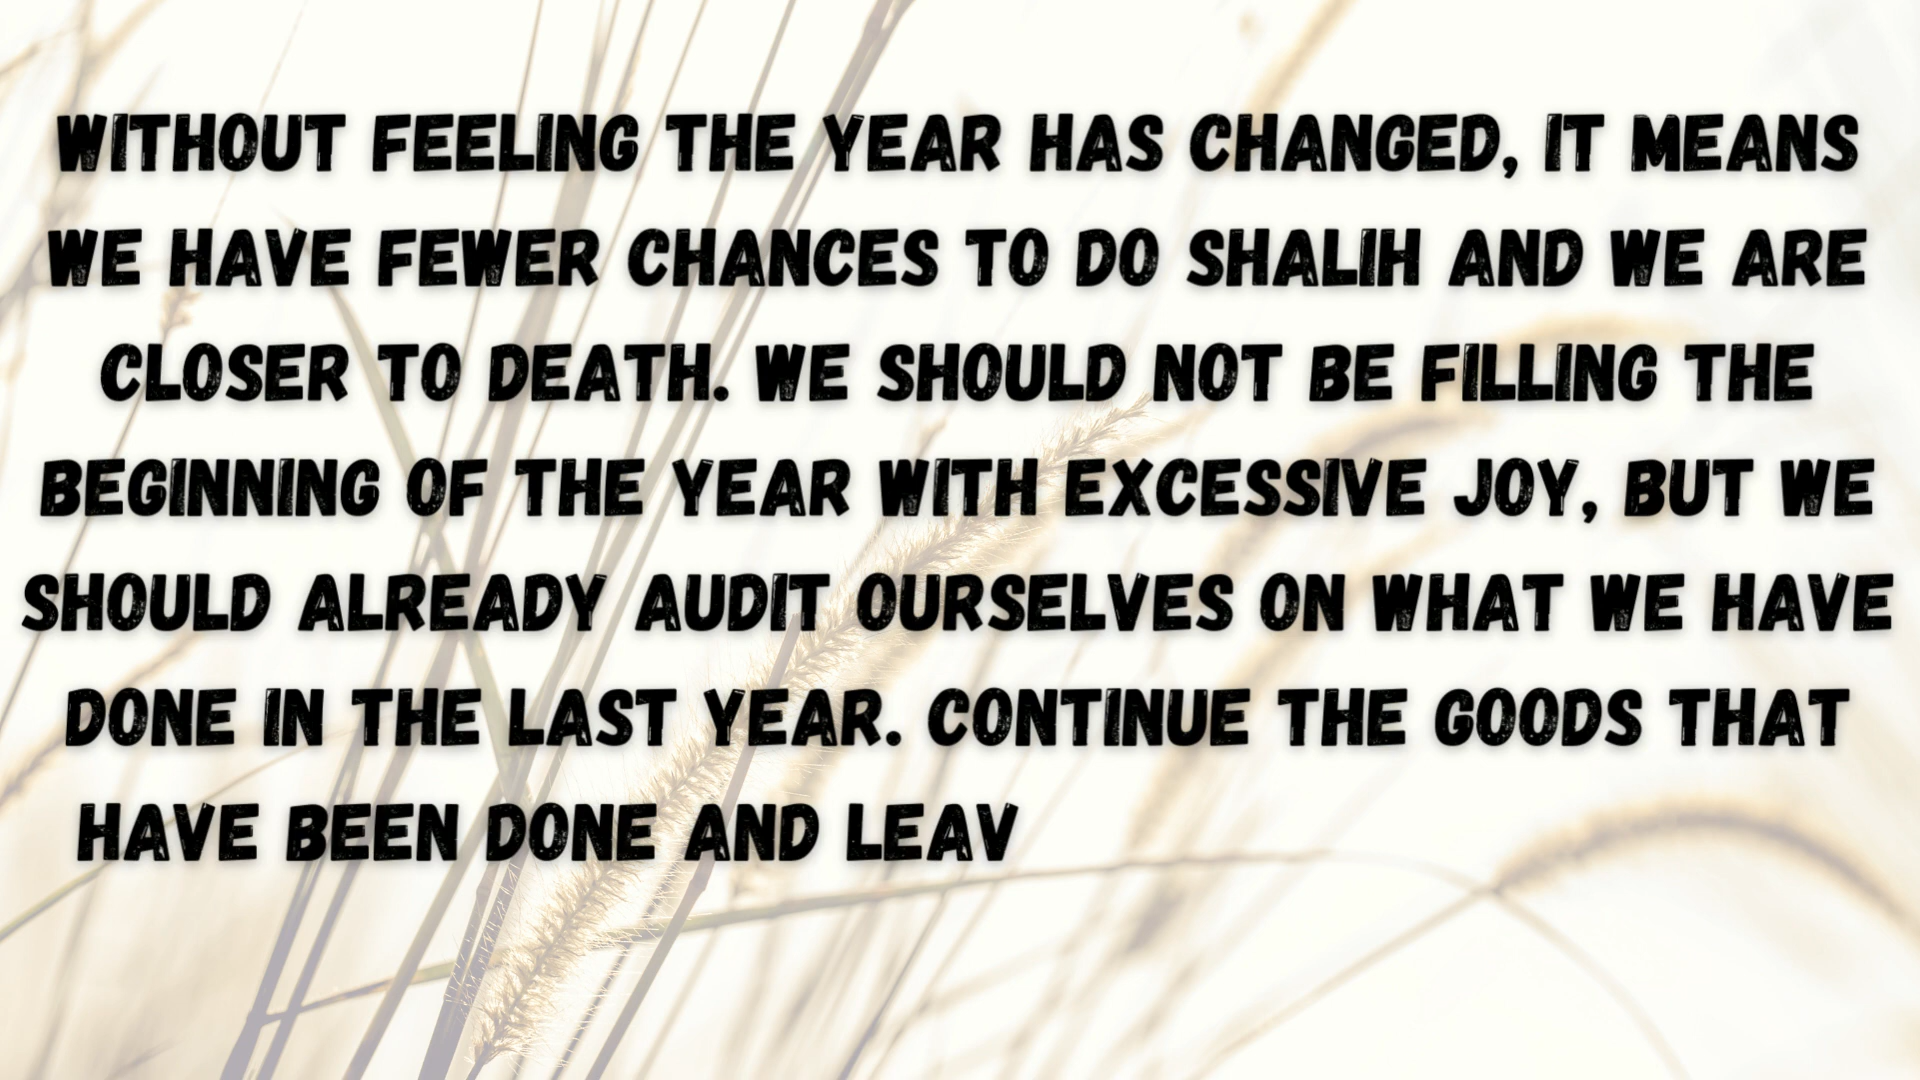 WITHOUT FEELING THE YEAR HAS CHANGED, IT MEANS
WE HAVE FEWER CHANCES TO DO SHALIH AND WE ARE
CLOSER TO DEATH. WE SHOULD NOT BE FILLING THE
BEGINNING OF THE YEAR WITH EXCESSIVE JOY, BUT WE
SHOULD ALREADY AUDIT OURSELVES ON WHAT WE HAVE
DONE IN THE LAST YEAR. CONTINUE THE GOODS THAT
HAVE BEEN DONE AND LEAV